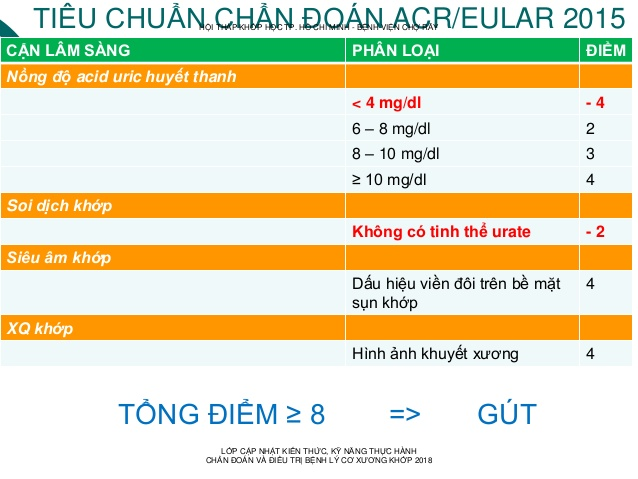 TIÊU CHUẨN CHẨN ĐOÁN ACR/EULAR 2015
HỘI THẤP KHỚP HỌC TP. HỒ CHÍ MINH - BỆNH VIỆN CHỢ RẪY
CẬN LÂM SÀNG PHÂN LOẠI ĐIỂM
Nồng độ acid uric huyết thanh
< 4 mg/dl - 4
6 – 8 mg/dl 2
8 – 10 mg/dl 3
≥ 10 mg/dl 4
Soi dịch khớp
Không có tinh thể urate - 2
Siêu âm khớp
Dấu hiệu viền đôi trên bề mặt 4
sụn khớp
XQ khớp
Hình ảnh khuyết xương 4
TỔNG ĐIỂM ≥ 8 => GÚT
LỚP CẬP NHẬT KIẾN THỨC, KỸ NĂNG THỰC HÀNH
CHẨN ĐOÁN VÀ ĐIỀU TRỊ BỆNH LÝ CƠ XƯƠNG KHỚP 2018